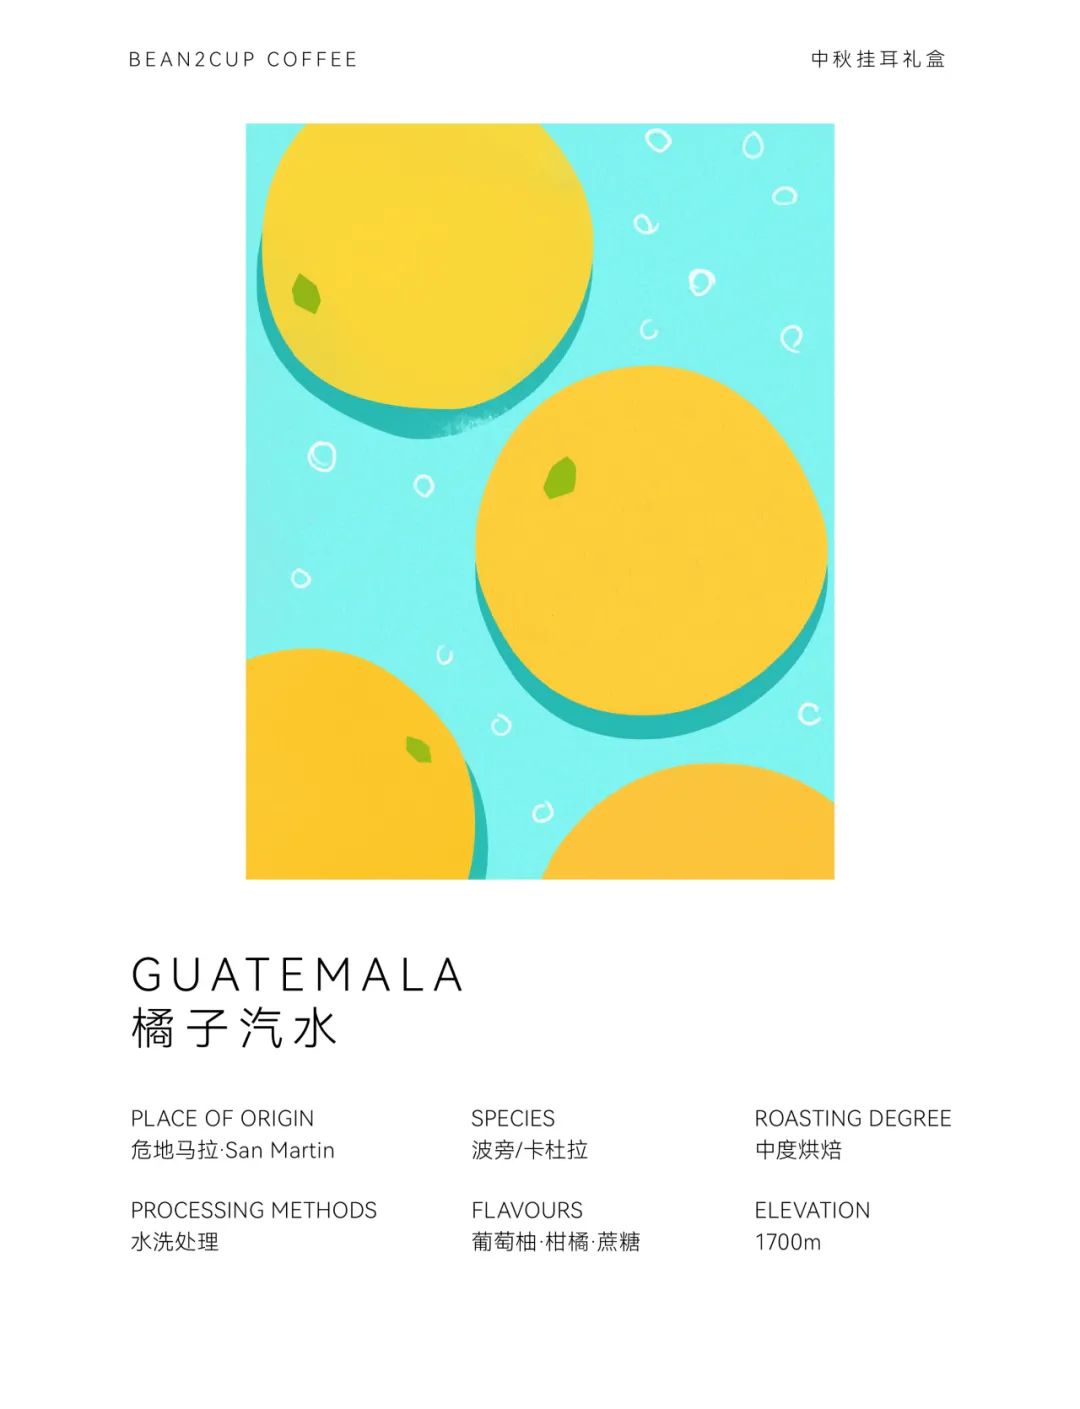 BEAN2CUP COFFEE
中秋挂耳礼盒
GUATEMALA
橘子汽水
PLACE OF ORIGIN
危地马拉·San Martin
SPECIES
波旁/卡杜拉
ROASTING DEGREE
中度烘焙
PROCESSING METHODS
水洗处理
FLAVOURS
葡萄柚·柑橘·蔗糖
ELEVATION
1700m